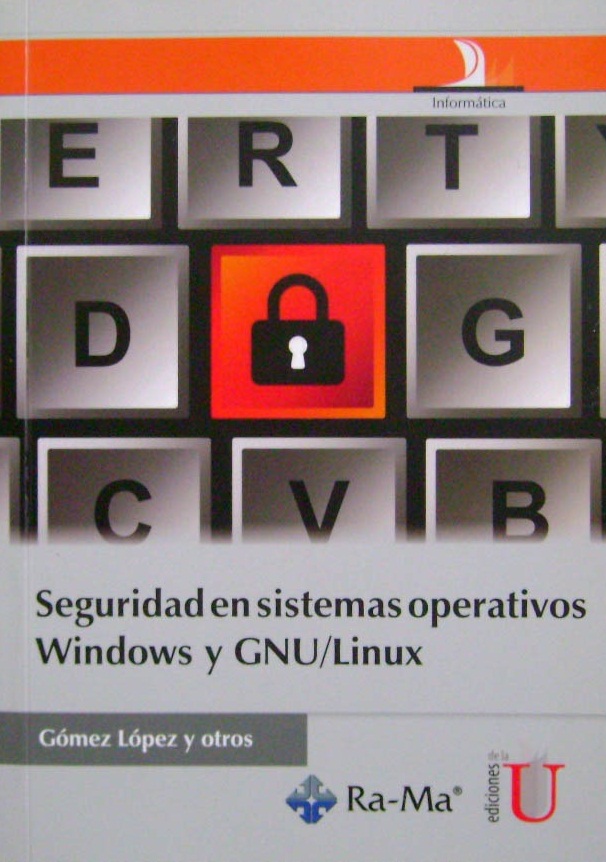 Informática
E R T
D G
C V B
Seguridad en sistemas operativos
Windows y GNU/Linux
Gómez López y otros
Ra-Ma®
ediciones de la U